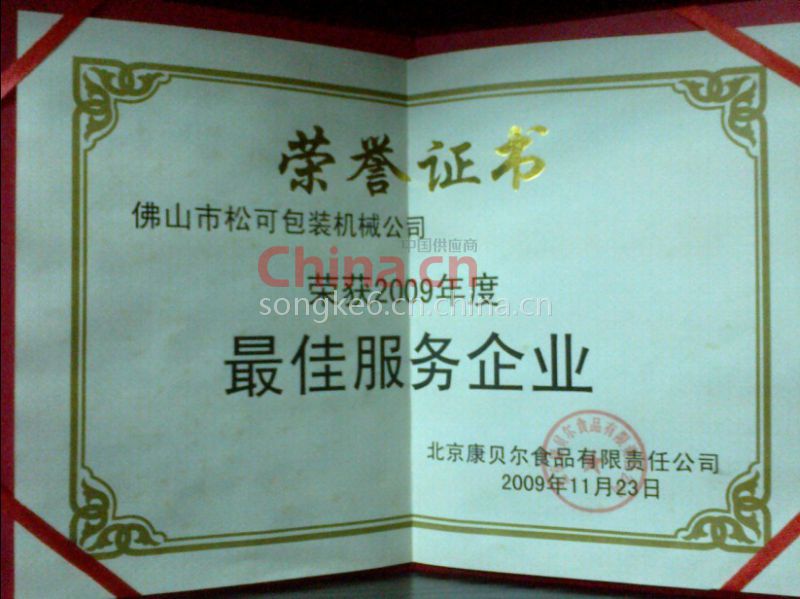 荣誉证书
佛山市松可包装机械公司
中国供应商
China.cn
荣获2009年度
songke6.cn.china.cn
最佳服务企业
北京康贝尔食品有限责任公司
2009年11月23日